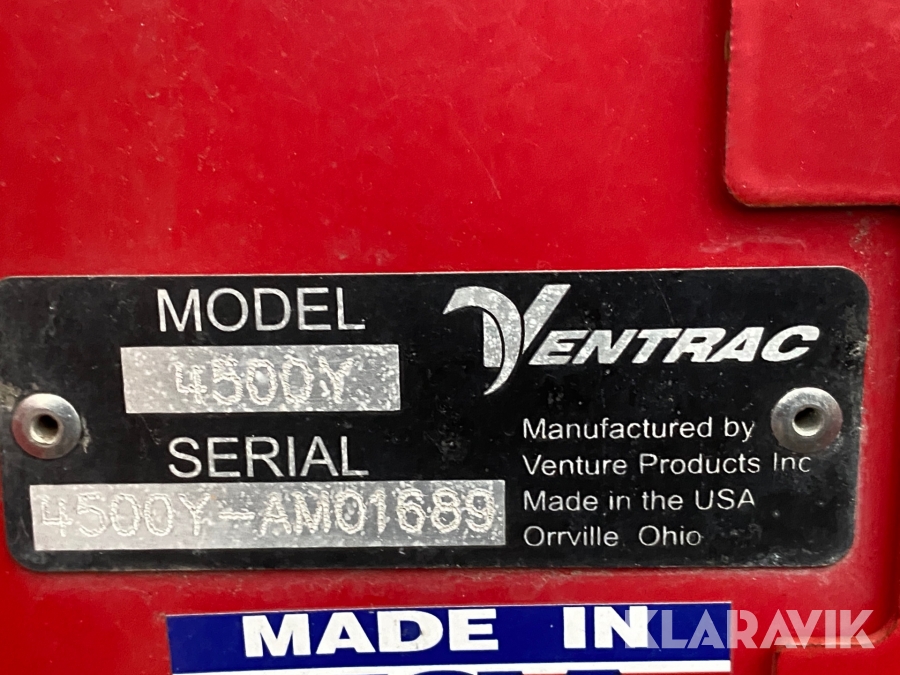 MODEL
4500Y
SERIAL
4500Y-AM01689
VENTRAC
Manufactured by
Venture Products Inc
Made in the USA
Orrville Ohio
MADE IN
KLARAVIK